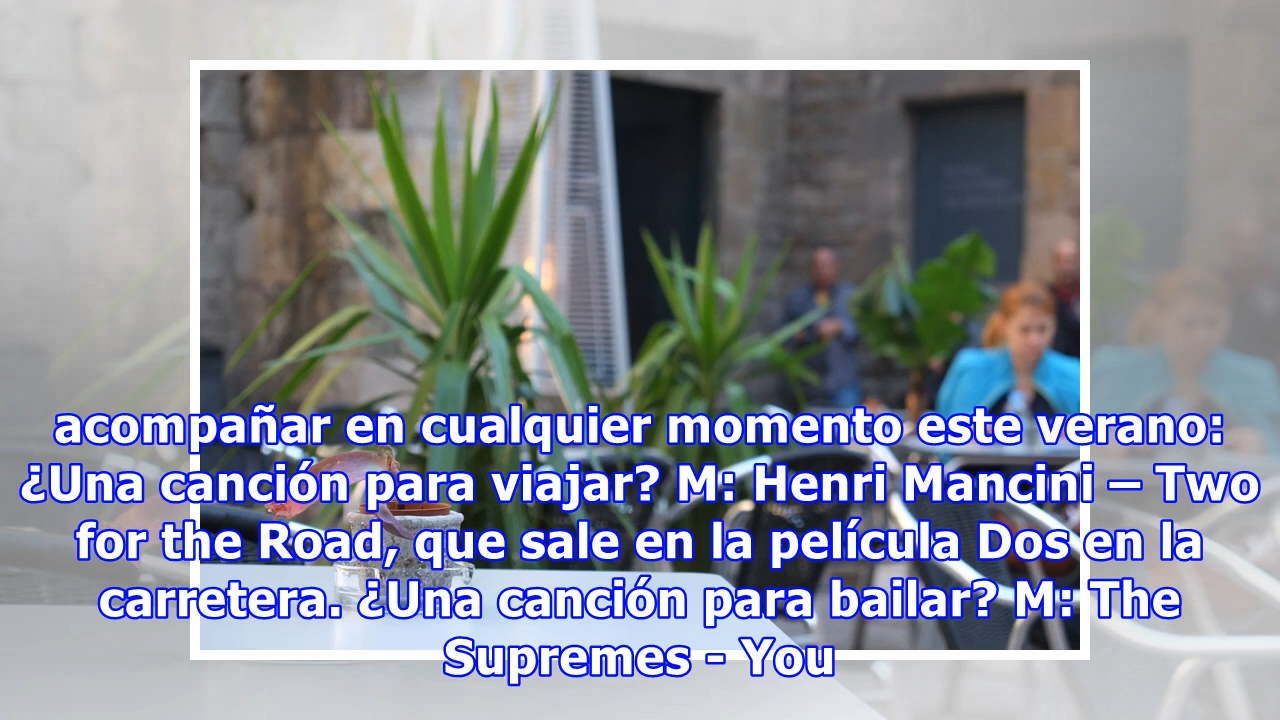 acompañar en cualquier momento este verano:
¿Una canción para viajar? M: Henri Mancini – Two
for the Road, que sale en la película Dos en la
carretera. ¿Una canción para bailar? M: The
Supremes - You